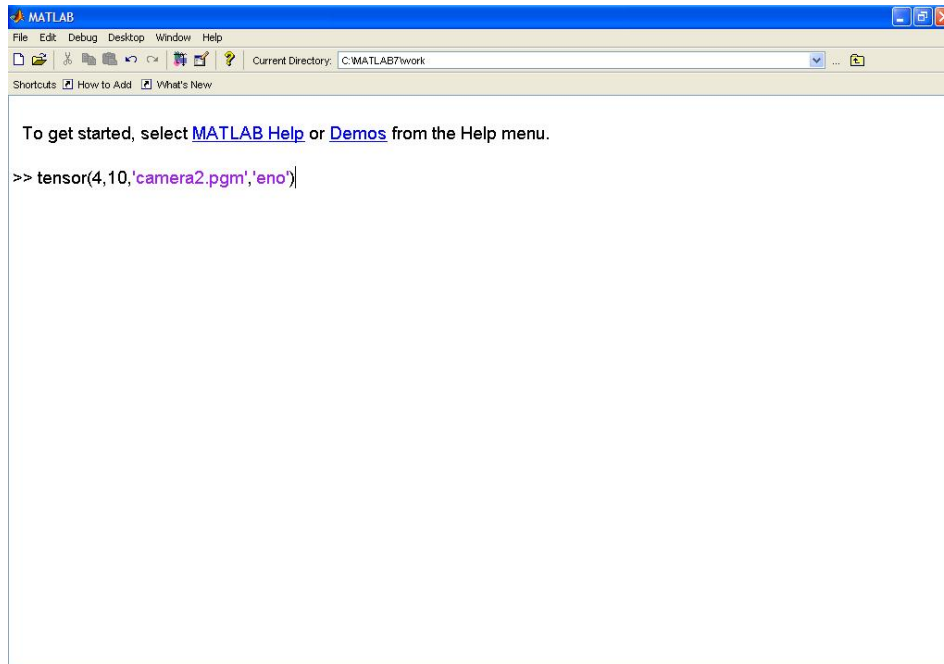 MATLAB
File Edit Debug Desktop Window Help
Current Directory: C:\MATLAB7\work
...
Shortcuts How to Add What's New
To get started, select MATLAB Help or Demos from the Help menu.
>> tensor(4,10,'camera2.pgm','eno')